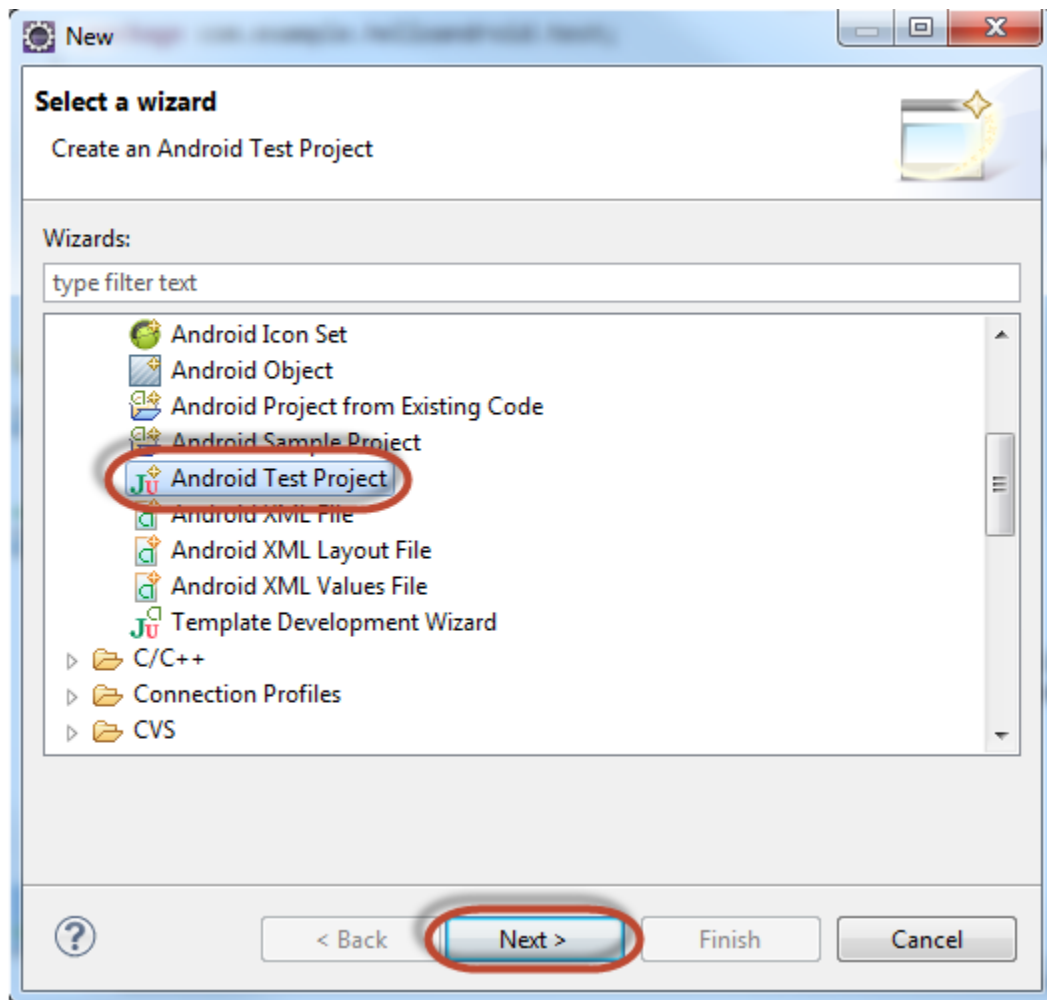 New
Select a wizard
Create an Android Test Project
Wizards:
type filter text
Android Icon Set
Android Object
Android Project from Existing Code
Android Sample Project
Android Test Project
Android XML File
Android XML Layout File
Android XML Values File
Template Development Wizard
C/C++
Connection Profiles
CVS
< Back Next > Finish Cancel